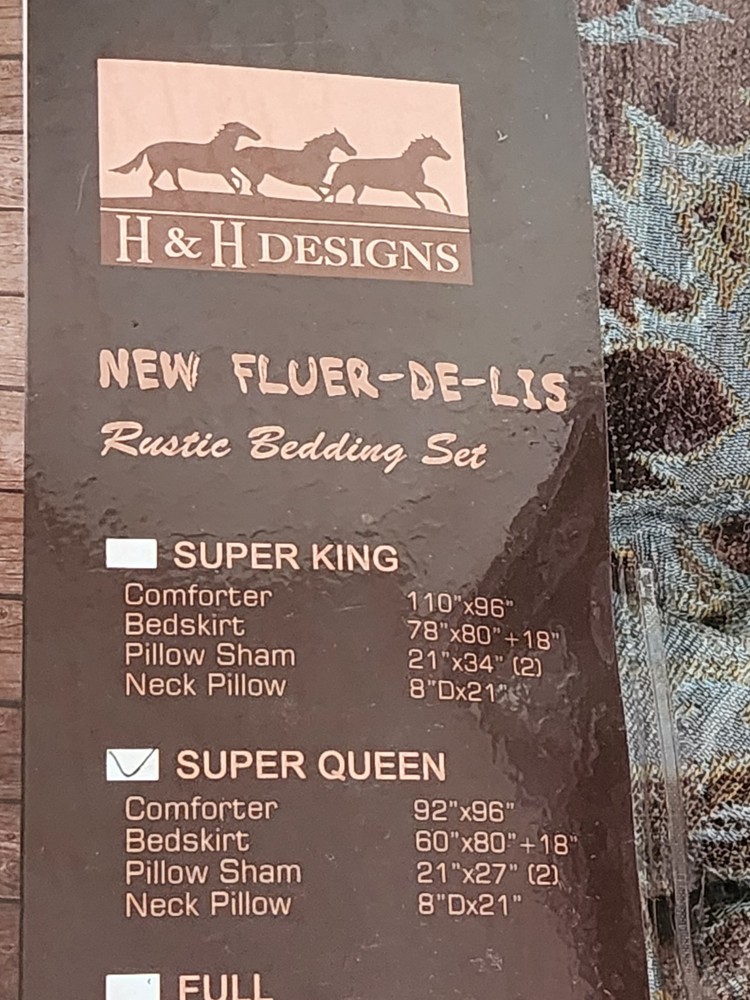 H & H DESIGNS
NEW FLUER-DE-LIS
Rustic Bedding Set
SUPER KING
Comforter 110"x96"
Bedskirt 78"x80"+18"
Pillow Sham 21"x34" (2)
Neck Pillow 8"Dx21"
SUPER QUEEN
Comforter 92"x96"
Bedskirt 60"x80"+18"
Pillow Sham 21"x27" (2)
Neck Pillow 8"Dx21"
FULL